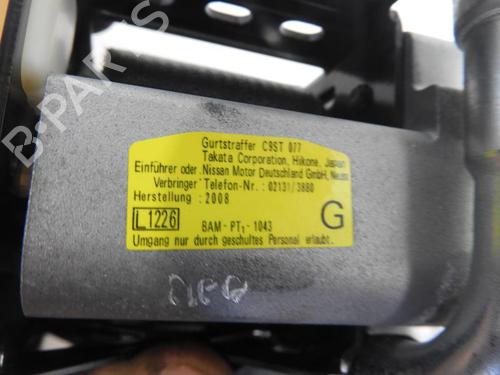 Gurtstraffer C9ST 077
Takata Corporation, Hikone, Japan
Einführer oder Nissan Motor Deutschland GmbH, Neuss
Verbringer Telefon-Nr. : 02131/3880
Herstellung : 2008
L1226 BAM - PT1 - 1043 G
Umgang nur durch geschultes Personal erlaubt.
B-PARTS